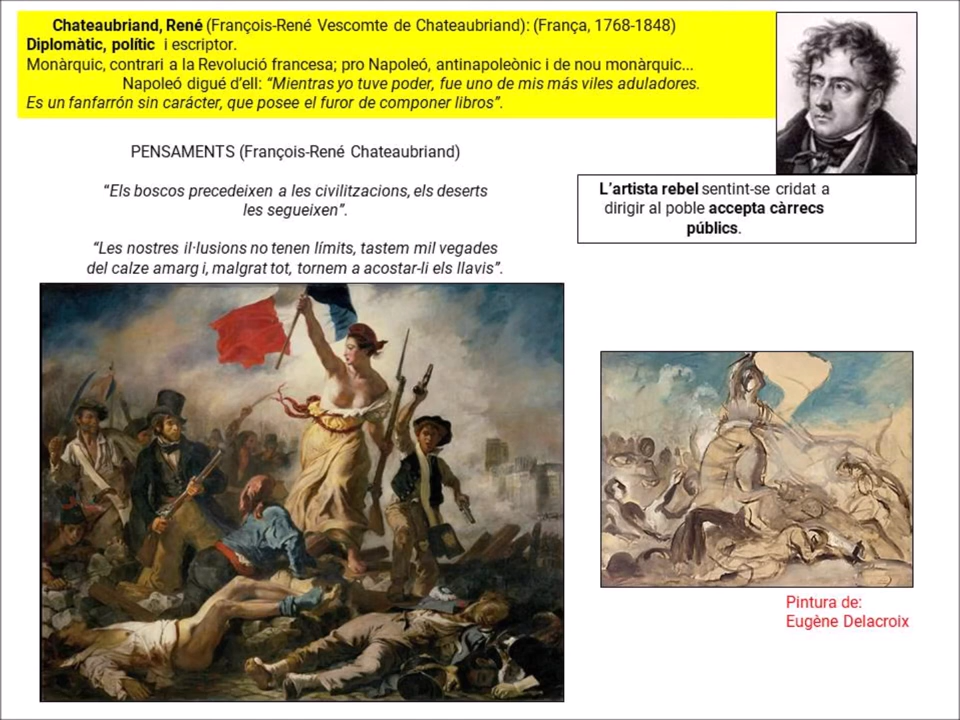 Chateaubriand, René (François-René Vescomte de Chateaubriand): (França, 1768-1848)
Diplomàtic, polític i escriptor.
Monàrquic, contrari a la Revolució francesa; pro Napoleó, antinapoleònic i de nou monàrquic...
Napoleó digué d'ell: “Mientras yo tuve poder, fue uno de mis más viles aduladores.
Es un fanfarrón sin carácter, que posee el furor de componer libros”.
PENSAMENTS (François-René Chateaubriand)
“Els boscos precedeixen a les civilitzacions, els deserts
les segueixen”.
“Les nostres il·lusions no tenen límits, tastem mil vegades
del calze amarg i, malgrat tot, tornem a acostar-li els llavis”.
L’artista rebel sentint-se cridat a
dirigir al poble accepta càrrecs
públics.
Pintura de:
Eugène Delacroix